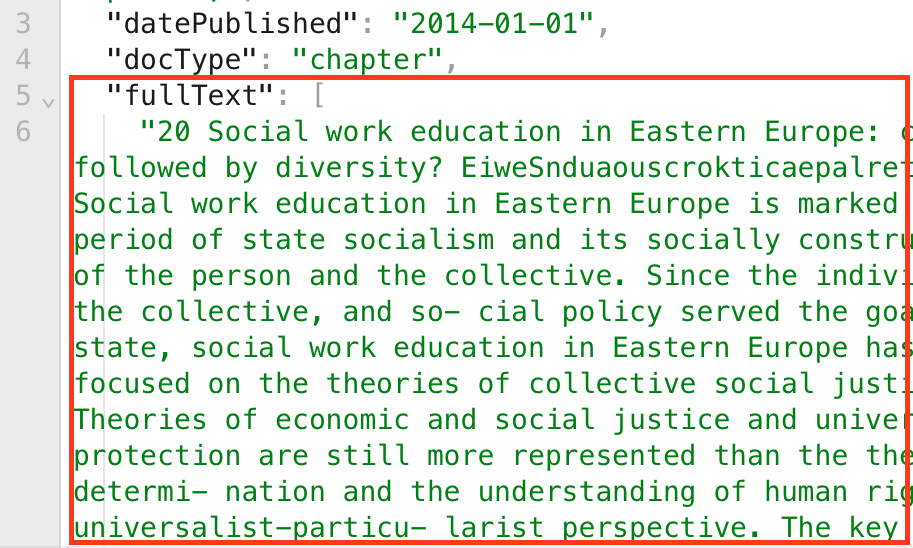 3 "datePublished": "2014-01-01",
4 "docType": "chapter",
5 "fullText": [
6 "20 Social work education in Eastern Europe:
followed by diversity? EiweSnduaouscrokticaepalret
Social work education in Eastern Europe is marked
period of state socialism and its socially constru
of the person and the collective. Since the indivi
the collective, and so– cial policy served the goa
state, social work education in Eastern Europe has
focused on the theories of collective social justi
Theories of economic and social justice and univer
protection are still more represented than the the
determi– nation and the understanding of human rig
universalist–particu– larist perspective. The key